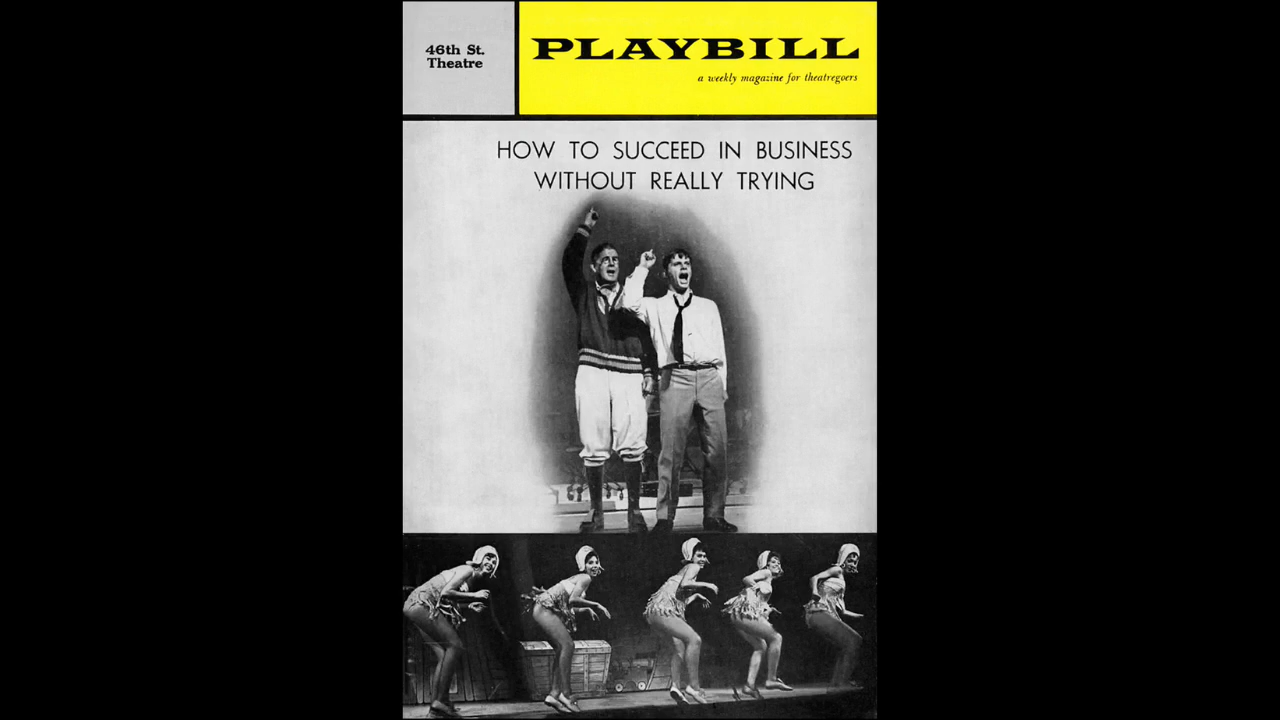 46th St.
Theatre
PLAYBILL
a weekly magazine for theatregoers
HOW TO SUCCEED IN BUSINESS
WITHOUT REALLY TRYING